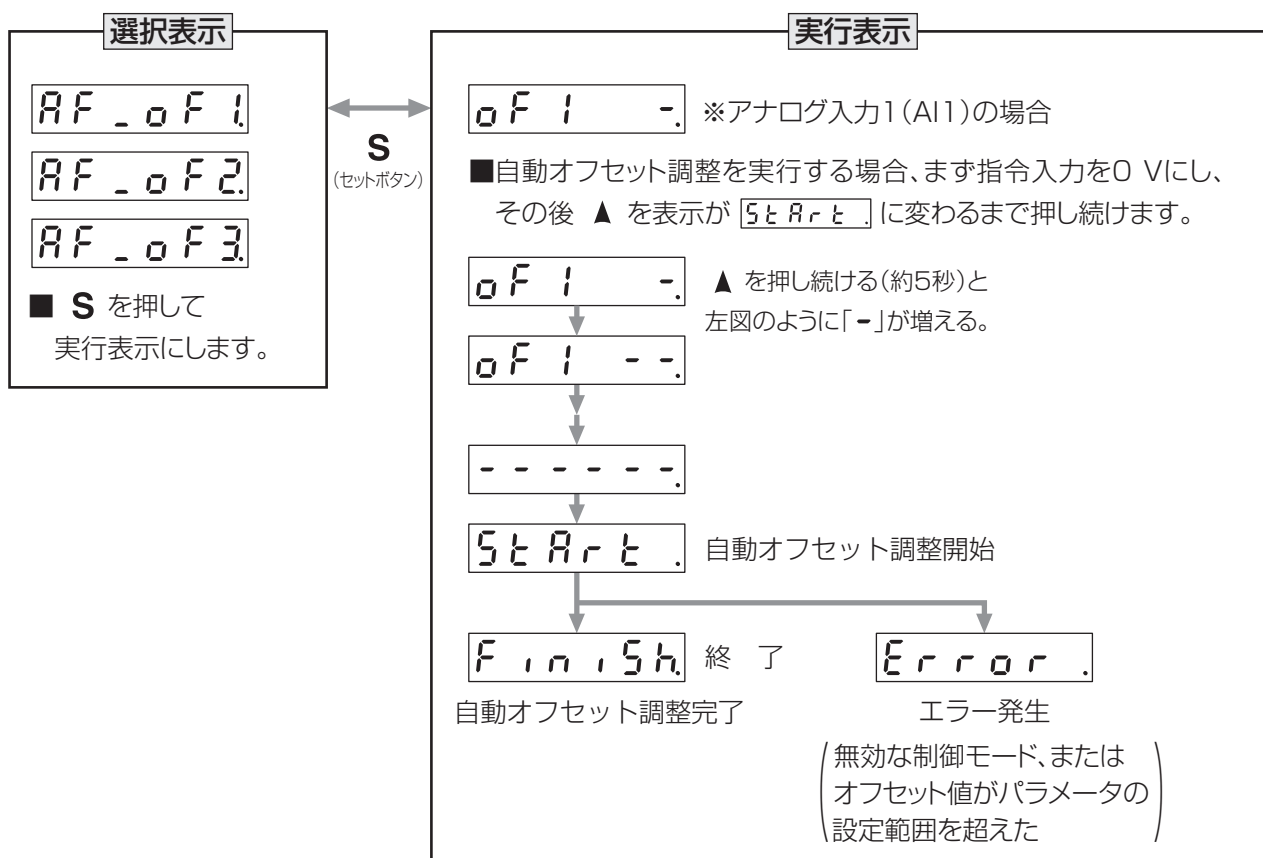 選択表示
AF_oF1.
AF_oF2.
AF_oF3.
■ S を押して
実行表示にします。
S
(セットボタン)
実行表示
oF1 -. ※アナログ入力1(AI1)の場合
■自動オフセット調整を実行する場合、まず指令入力を0 Vにし、
その後 ▲ を表示が StArt . に変わるまで押し続けます。
oF1 -. ▲ を押し続ける(約5秒)と
左図のように「-」が増える。
oF1 --.
------.
StArt . 自動オフセット調整開始
FiniSh. 終 了
自動オフセット調整完了
Error .
エラー発生
(無効な制御モード、または
オフセット値がパラメータの
設定範囲を超えた)